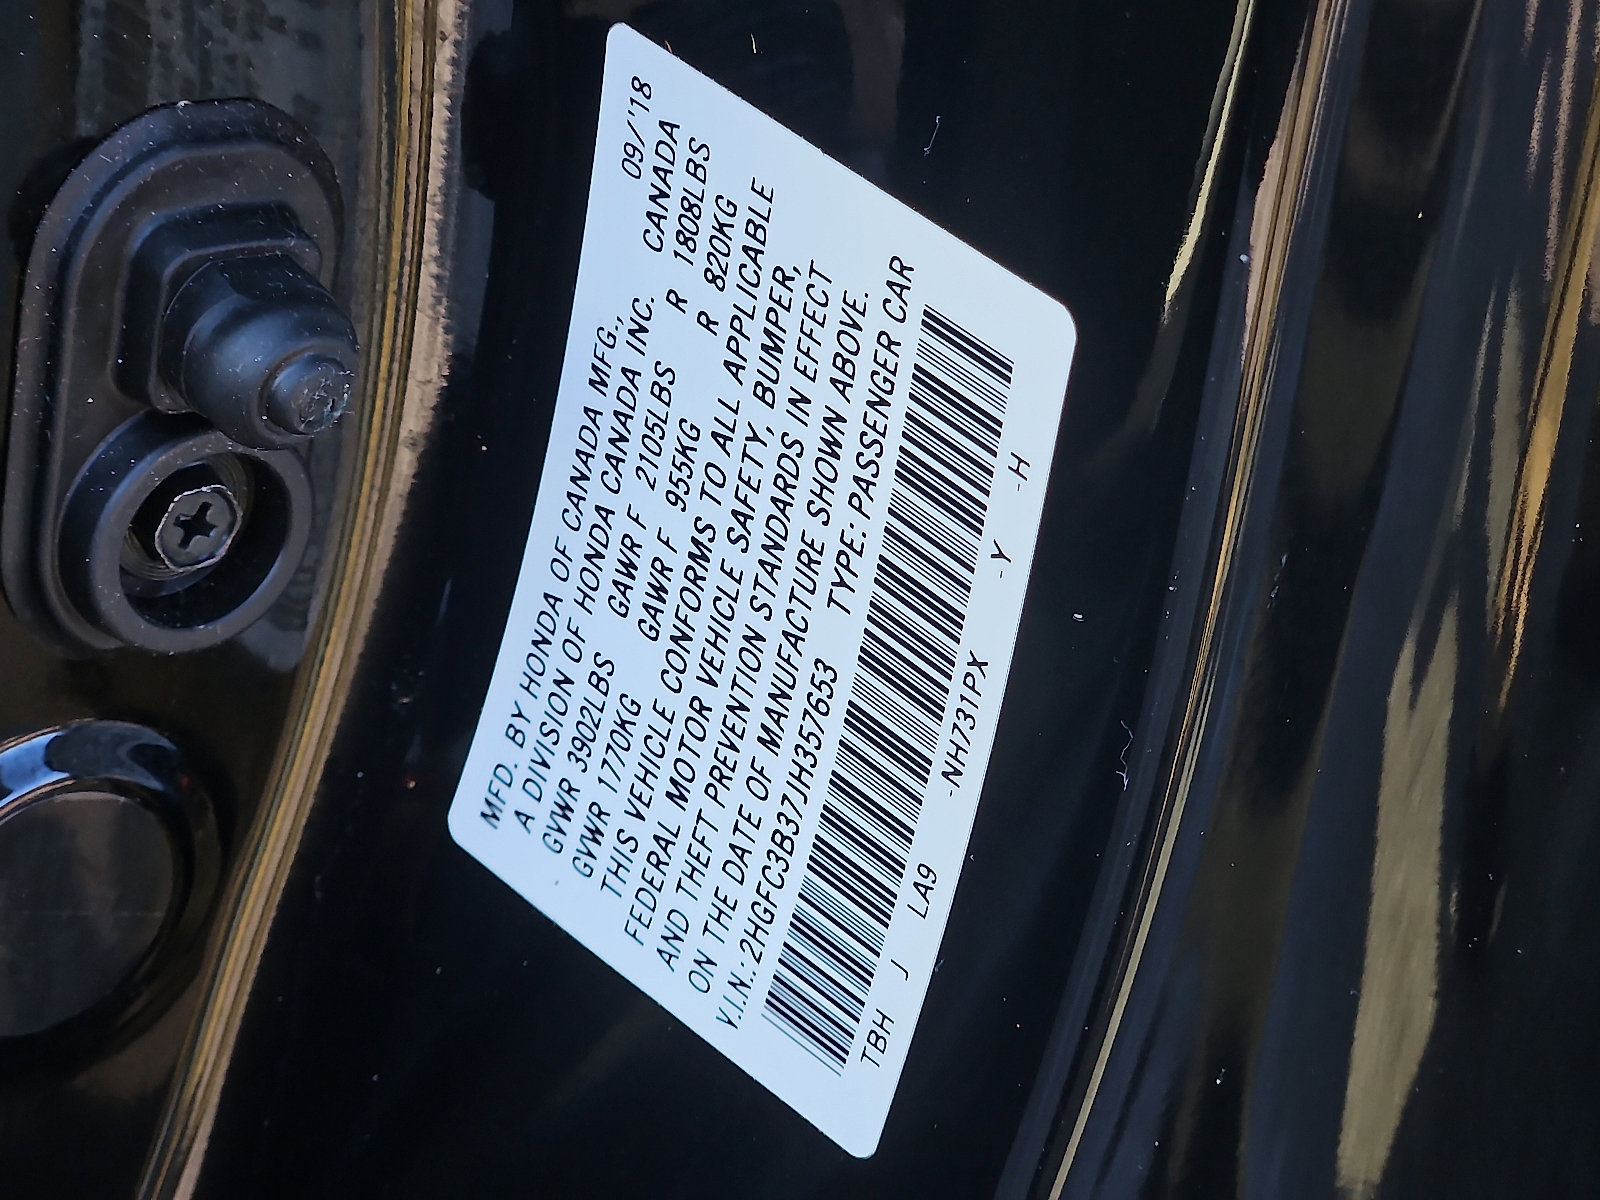 MFD. BY HONDA OF CANADA MFG., 09/'18
A DIVISION OF HONDA CANADA INC. CANADA
GVWR 3902LBS GAWR F 2105LBS R 1808LBS
GVWR 1770KG GAWR F 955KG R 820KG
THIS VEHICLE CONFORMS TO ALL APPLICABLE
FEDERAL MOTOR VEHICLE SAFETY, BUMPER,
AND THEFT PREVENTION STANDARDS IN EFFECT
ON THE DATE OF MANUFACTURE SHOWN ABOVE.
V.I.N.: 2HGFC3B37JH357653 TYPE: PASSENGER CAR
TBH J LA9 -NH731PX -Y -H